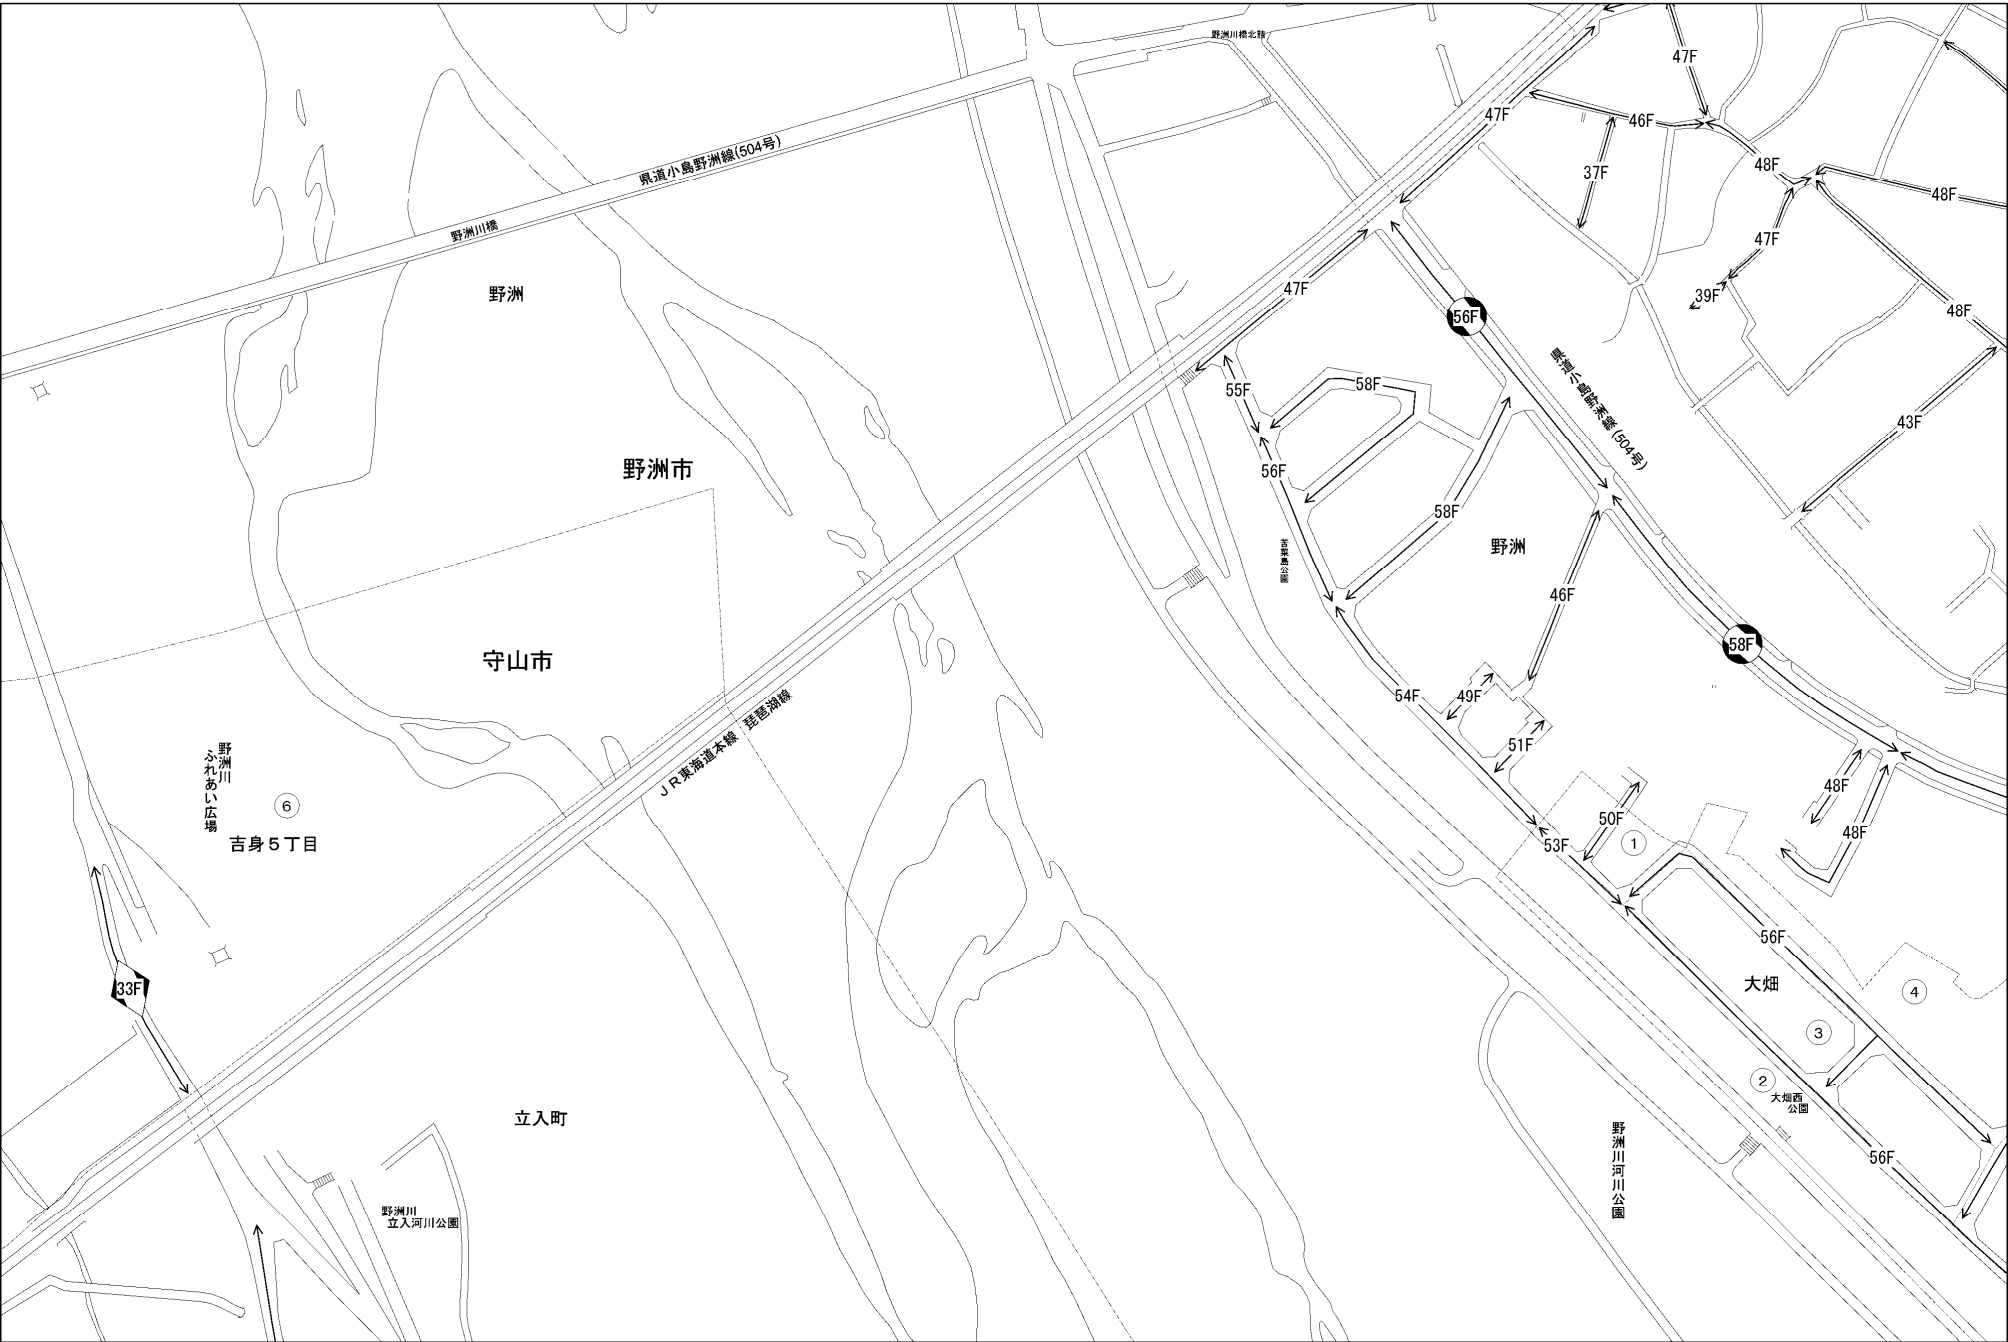 野洲川橋北詰
47F
47F
46F
37F
48F
48F
47F
39F
48F
43F
県道小島野洲線(504号)
野洲川橋
野洲
47F
56F
県道小島野洲線(504号)
55F
58F
56F
58F
野洲市
苫葉島公園
野洲
46F
58F
守山市
54F
49F
51F
JR東海道本線 琵琶湖線
野洲川
ふれあい広場
⑥
吉身5丁目
50F
①
53F
48F
48F
56F
大畑
④
③
②
大畑西
公園
33F
立入町
野洲川河川公園
56F
野洲川
立入河川公園